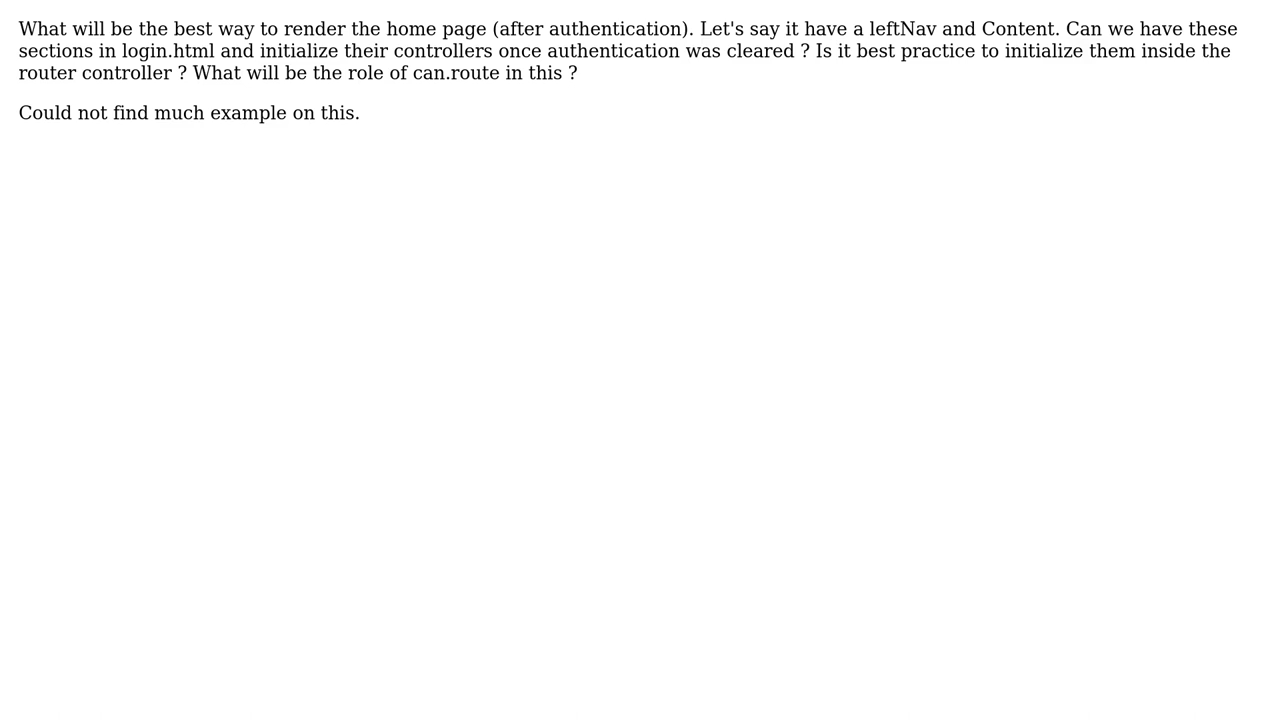 What will be the best way to render the home page (after authentication). Let's say it have a leftNav and Content. Can we have these
sections in login.html and initialize their controllers once authentication was cleared ? Is it best practice to initialize them inside the
router controller ? What will be the role of can.route in this ?
Could not find much example on this.